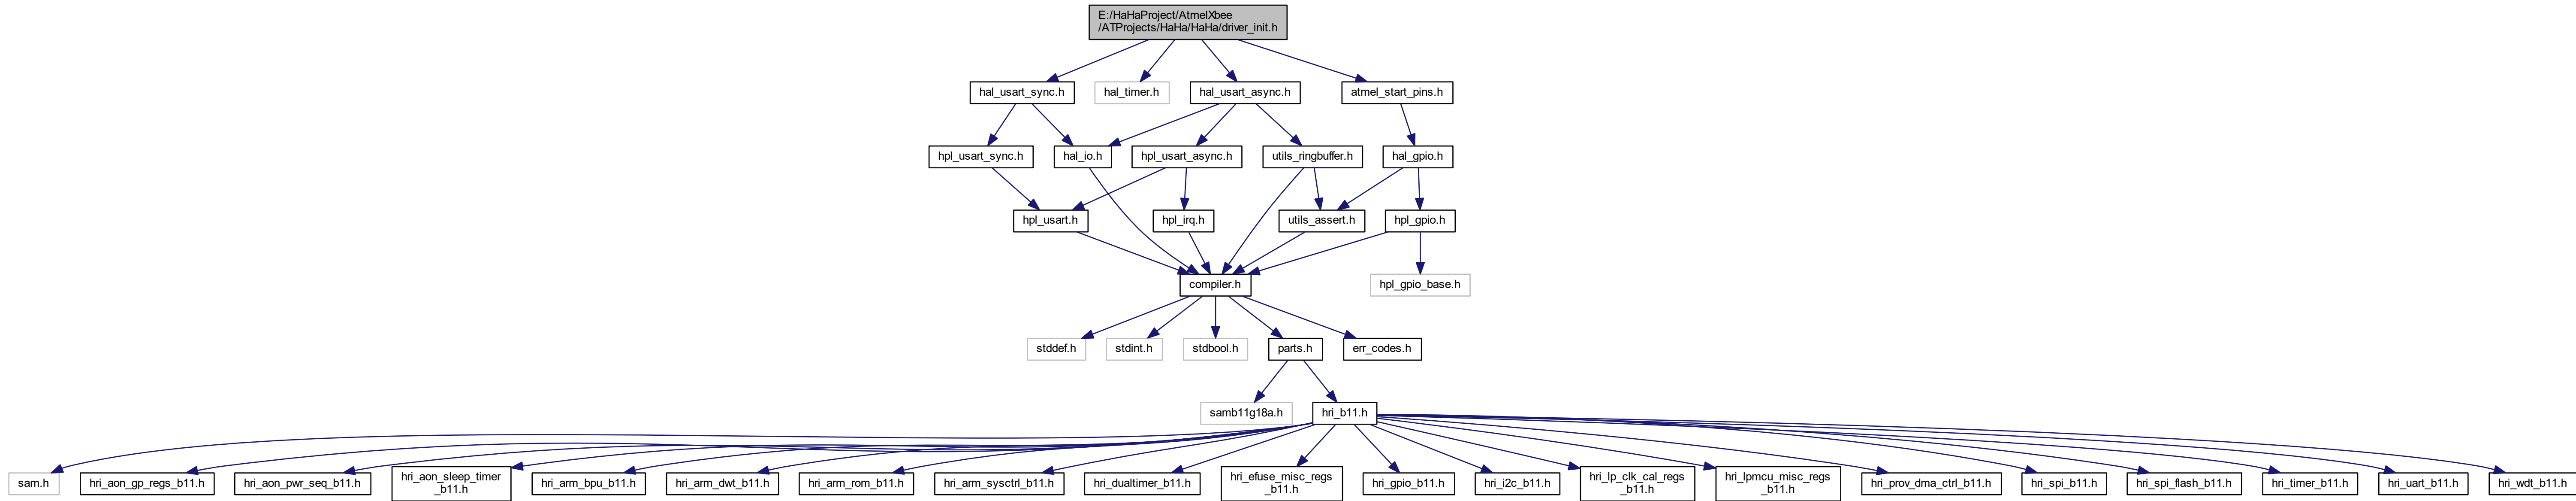 E:/HaHaProject/AtmelXbee
/ATProjects/HaHa/HaHa/driver_init.h
hal_usart_sync.h
hal_timer.h
hal_usart_async.h
atmel_start_pins.h
hpl_usart_sync.h
hal_io.h
hpl_usart_async.h
utils_ringbuffer.h
hal_gpio.h
hpl_usart.h
hpl_irq.h
utils_assert.h
hpl_gpio.h
compiler.h
hpl_gpio_base.h
stddef.h
stdint.h
stdbool.h
parts.h
err_codes.h
samb11g18a.h
hri_b11.h
sam.h
hri_aon_gp_regs_b11.h
hri_aon_pwr_seq_b11.h
hri_aon_sleep_timer
_b11.h
hri_arm_bpu_b11.h
hri_arm_dwt_b11.h
hri_arm_rom_b11.h
hri_arm_sysctrl_b11.h
hri_dualtimer_b11.h
hri_efuse_misc_regs
_b11.h
hri_gpio_b11.h
hri_i2c_b11.h
hri_lp_clk_cal_regs
_b11.h
hri_lpmcu_misc_regs
_b11.h
hri_prov_dma_ctrl_b11.h
hri_spi_b11.h
hri_spi_flash_b11.h
hri_timer_b11.h
hri_uart_b11.h
hri_wdt_b11.h